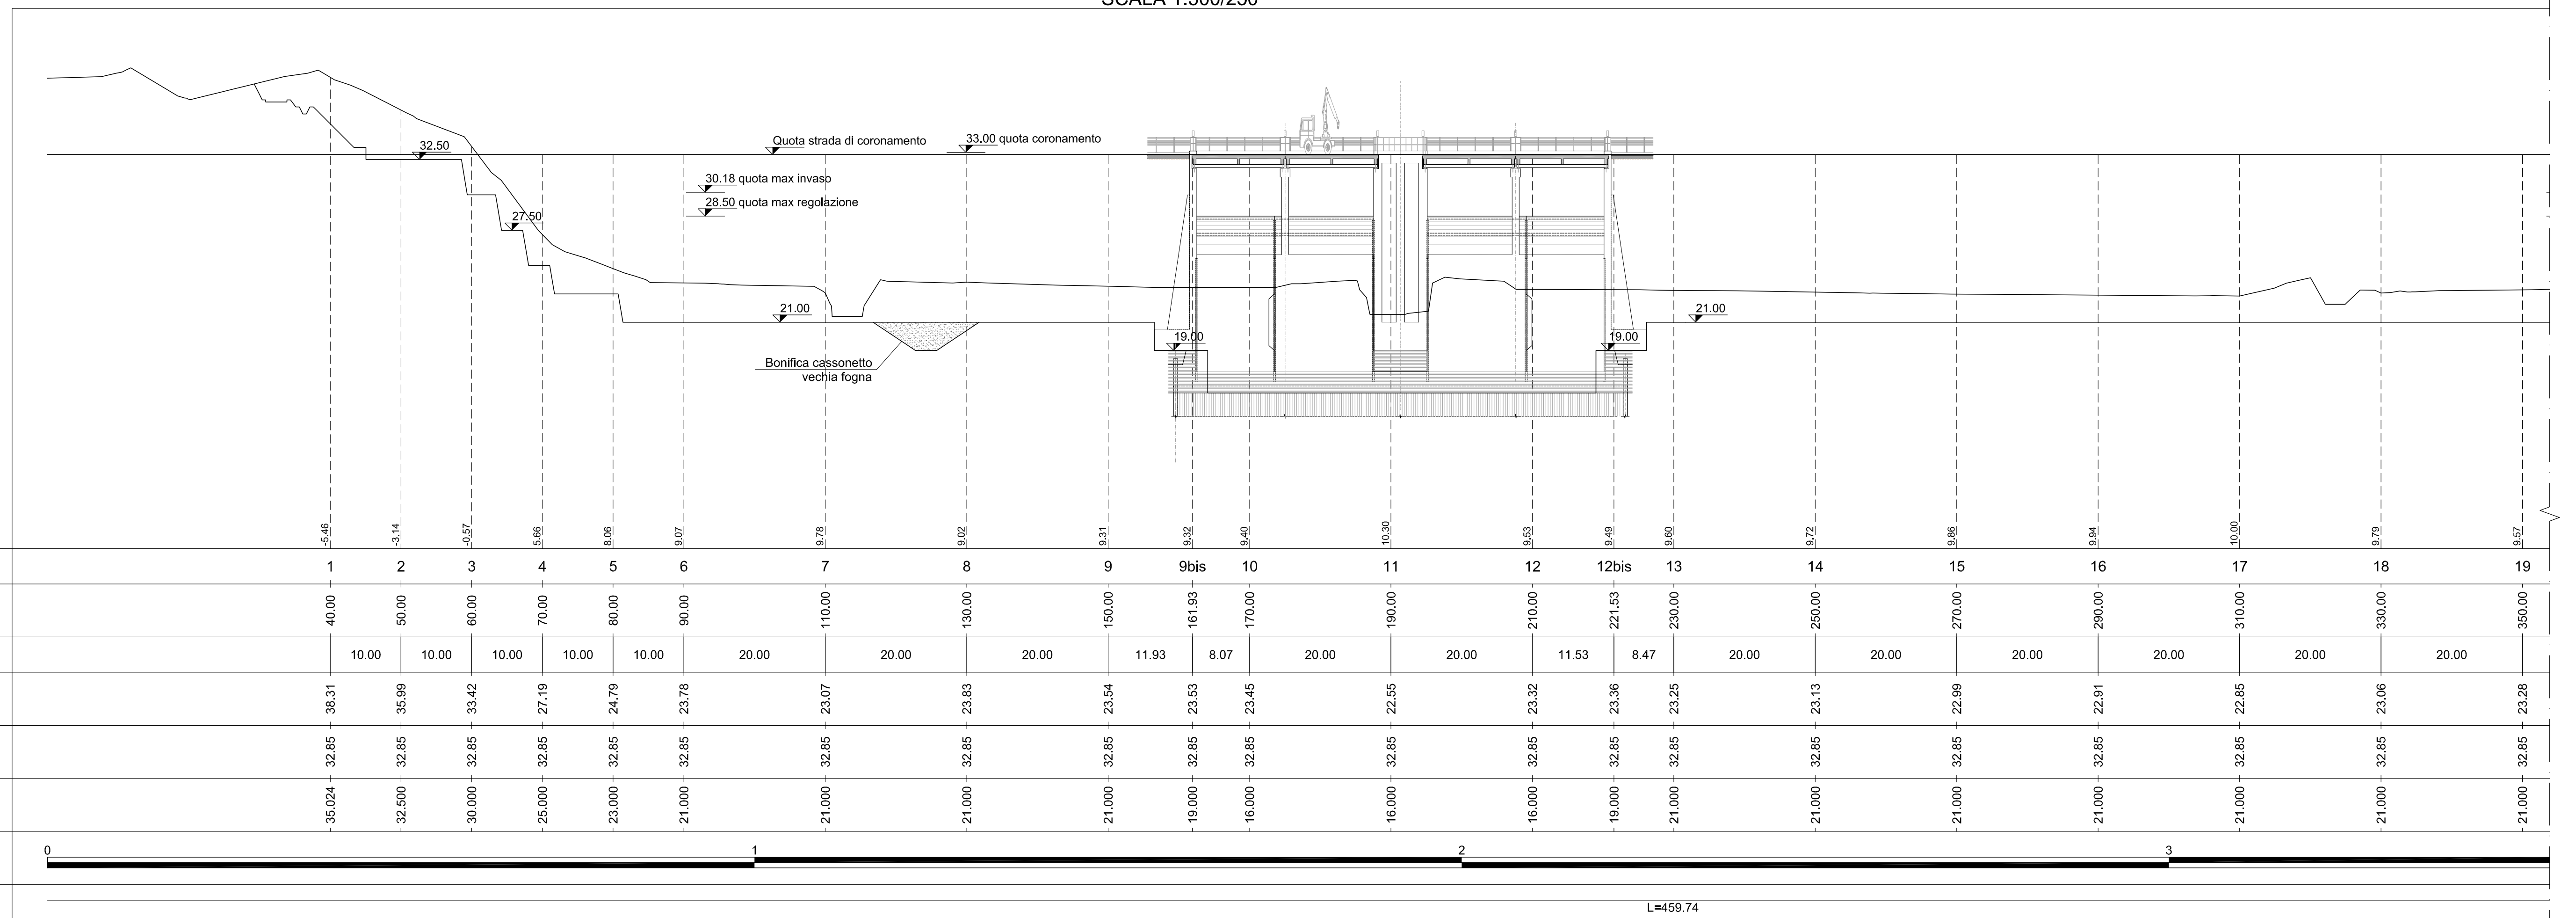 SCALA 1:500/250
Quota strada di coronamento
33.00 quota coronamento
32.50
30.18 quota max invaso
28.50 quota max regolazione
27.50
21.00
21.00
19.00
19.00
Bonifica cassonetto
vechia fogna
-5.46 -3.14 -0.57 5.66 8.06 9.07 9.78 9.02 9.31 9.32 9.40 10.30 9.53 9.49 9.60 9.72 9.86 9.94 10.00 9.79 9.57
1 2 3 4 5 6 7 8 9 9bis 10 11 12 12bis 13 14 15 16 17 18 19
40.00 50.00 60.00 70.00 80.00 90.00 110.00 130.00 150.00 161.93 170.00 190.00 210.00 221.53 230.00 250.00 270.00 290.00 310.00 330.00 350.00
10.00 10.00 10.00 10.00 10.00 20.00 20.00 20.00 11.93 8.07 20.00 20.00 11.53 8.47 20.00 20.00 20.00 20.00 20.00 20.00
38.31 35.99 33.42 27.19 24.79 23.78 23.07 23.83 23.54 23.53 23.45 22.55 23.32 23.36 23.25 23.13 22.99 22.91 22.85 23.06 23.28
32.85 32.85 32.85 32.85 32.85 32.85 32.85 32.85 32.85 32.85 32.85 32.85 32.85 32.85 32.85 32.85 32.85 32.85 32.85 32.85 32.85
35.024 32.500 30.000 25.000 23.000 21.000 21.000 21.000 21.000 19.000 16.000 16.000 16.000 19.000 21.000 21.000 21.000 21.000 21.000 21.000 21.000
0 1 2 3
L=459.74